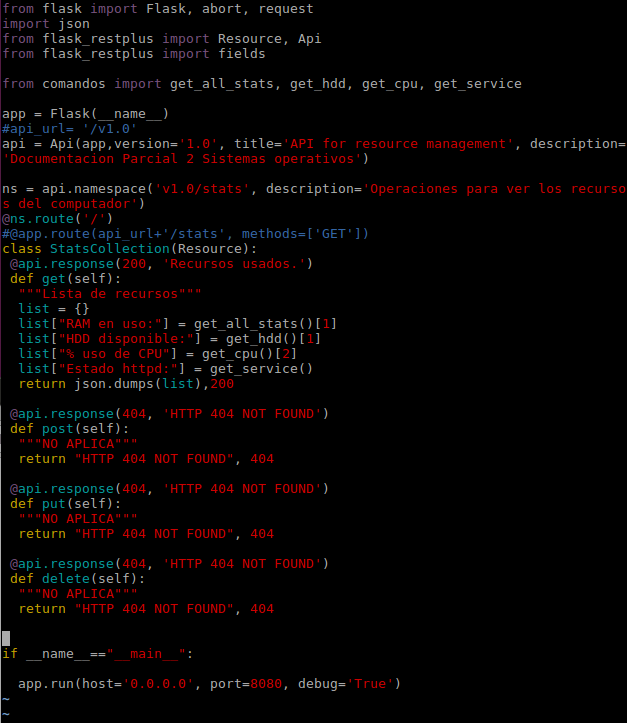 from flask import Flask, abort, request
import json
from flask_restplus import Resource, Api
from flask_restplus import fields

from comandos import get_all_stats, get_hdd, get_cpu, get_service

app = Flask(__name__)
#api_url= '/v1.0'
api = Api(app,version='1.0', title='API for resource management', description=
'Documentacion Parcial 2 Sistemas operativos')

ns = api.namespace('v1.0/stats', description='Operaciones para ver los recurso
s del computador')
@ns.route('/')
#@app.route(api_url+'/stats', methods=['GET'])
class StatsCollection(Resource):
 @api.response(200, 'Recursos usados.')
 def get(self):
  """Lista de recursos"""
  list = {}
  list["RAM en uso:"] = get_all_stats()[1]
  list["HDD disponible:"] = get_hdd()[1]
  list["% uso de CPU"] = get_cpu()[2]
  list["Estado httpd:"] = get_service()
  return json.dumps(list),200

 @api.response(404, 'HTTP 404 NOT FOUND')
 def post(self):
  """NO APLICA"""
  return "HTTP 404 NOT FOUND", 404

 @api.response(404, 'HTTP 404 NOT FOUND')
 def put(self):
  """NO APLICA"""
  return "HTTP 404 NOT FOUND", 404

 @api.response(404, 'HTTP 404 NOT FOUND')
 def delete(self):
  """NO APLICA"""
  return "HTTP 404 NOT FOUND", 404

if __name__=="__main__":

  app.run(host='0.0.0.0', port=8080, debug='True')
~
~